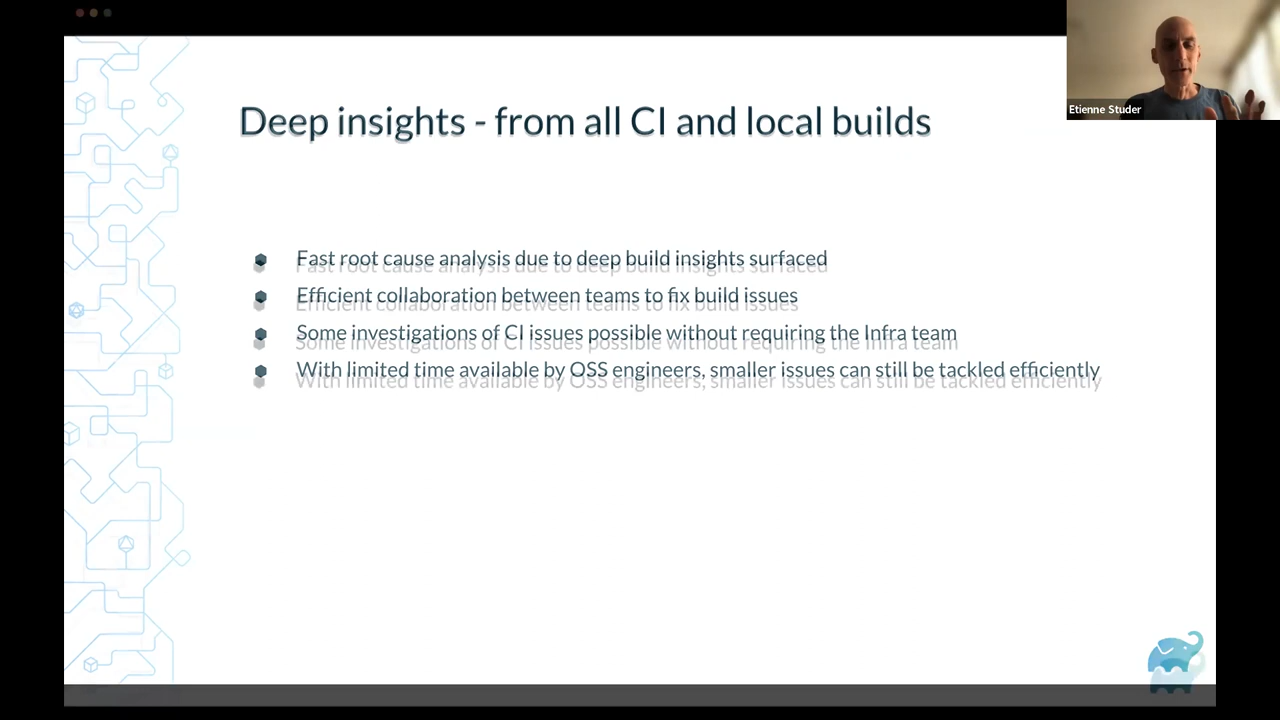 Etienne Studer
Deep insights - from all CI and local builds
Fast root cause analysis due to deep build insights surfaced
Efficient collaboration between teams to fix build issues
Some investigations of CI issues possible without requiring the Infra team
With limited time available by OSS engineers, smaller issues can still be tackled efficiently